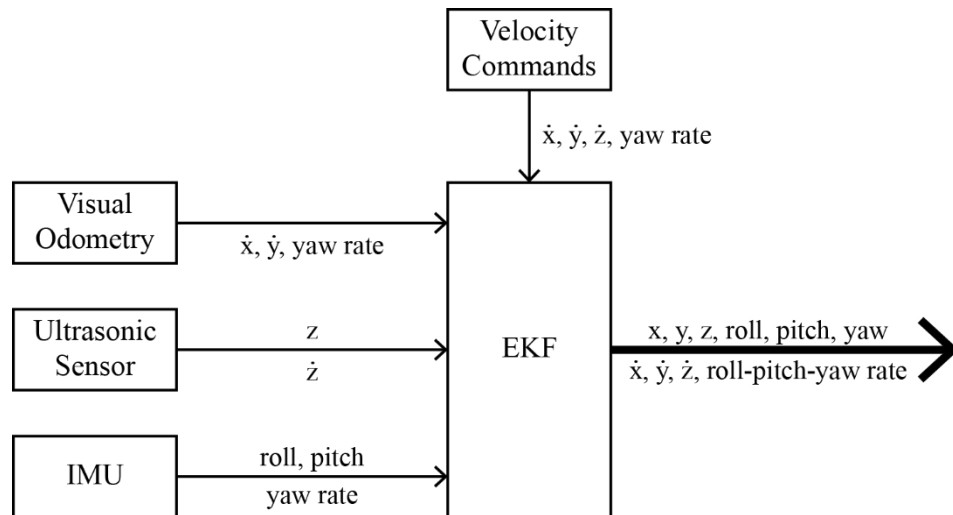 Velocity
Commands
ẋ, ẏ, ż, yaw rate
Visual
Odometry
ẋ, ẏ, yaw rate
Ultrasonic
Sensor
z
ż
EKF
x, y, z, roll, pitch, yaw
ẋ, ẏ, ż, roll-pitch-yaw rate
IMU
roll, pitch
yaw rate